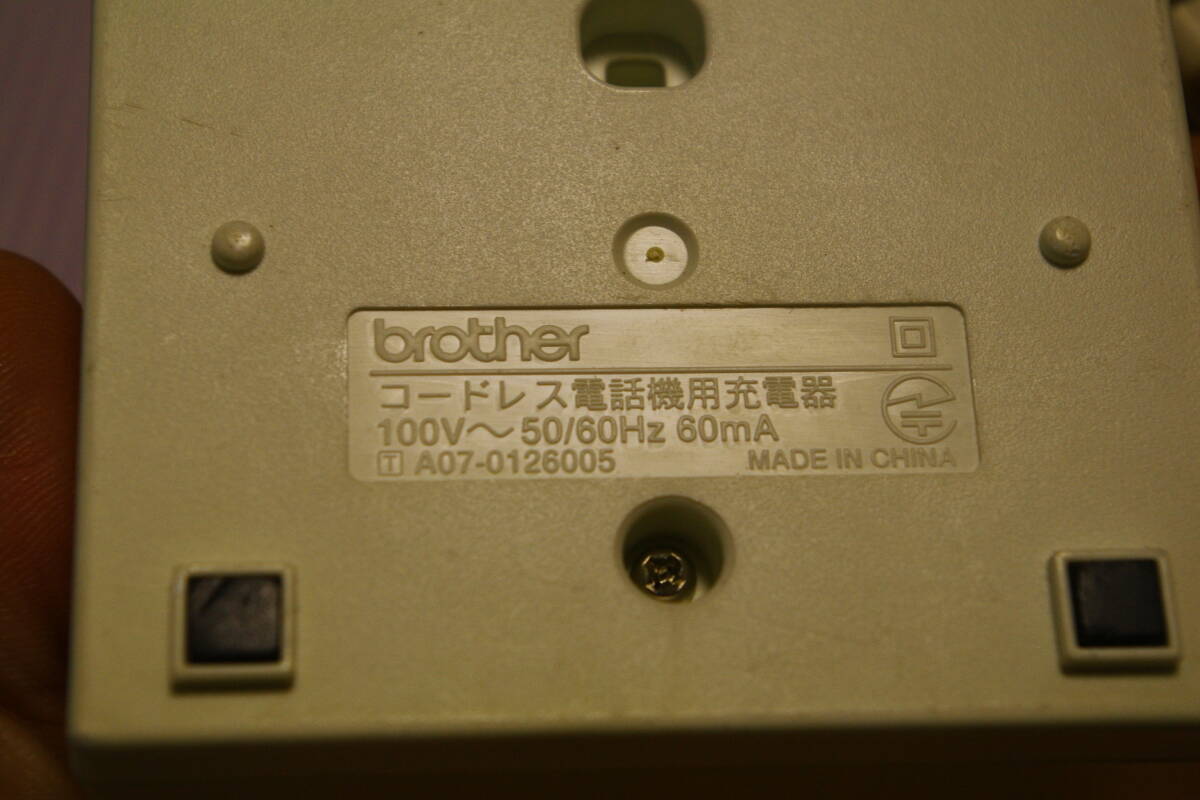 brother
コードレス電話機用充電器
100V～ 50/60Hz 60mA
T A07-0126005 MADE IN CHINA